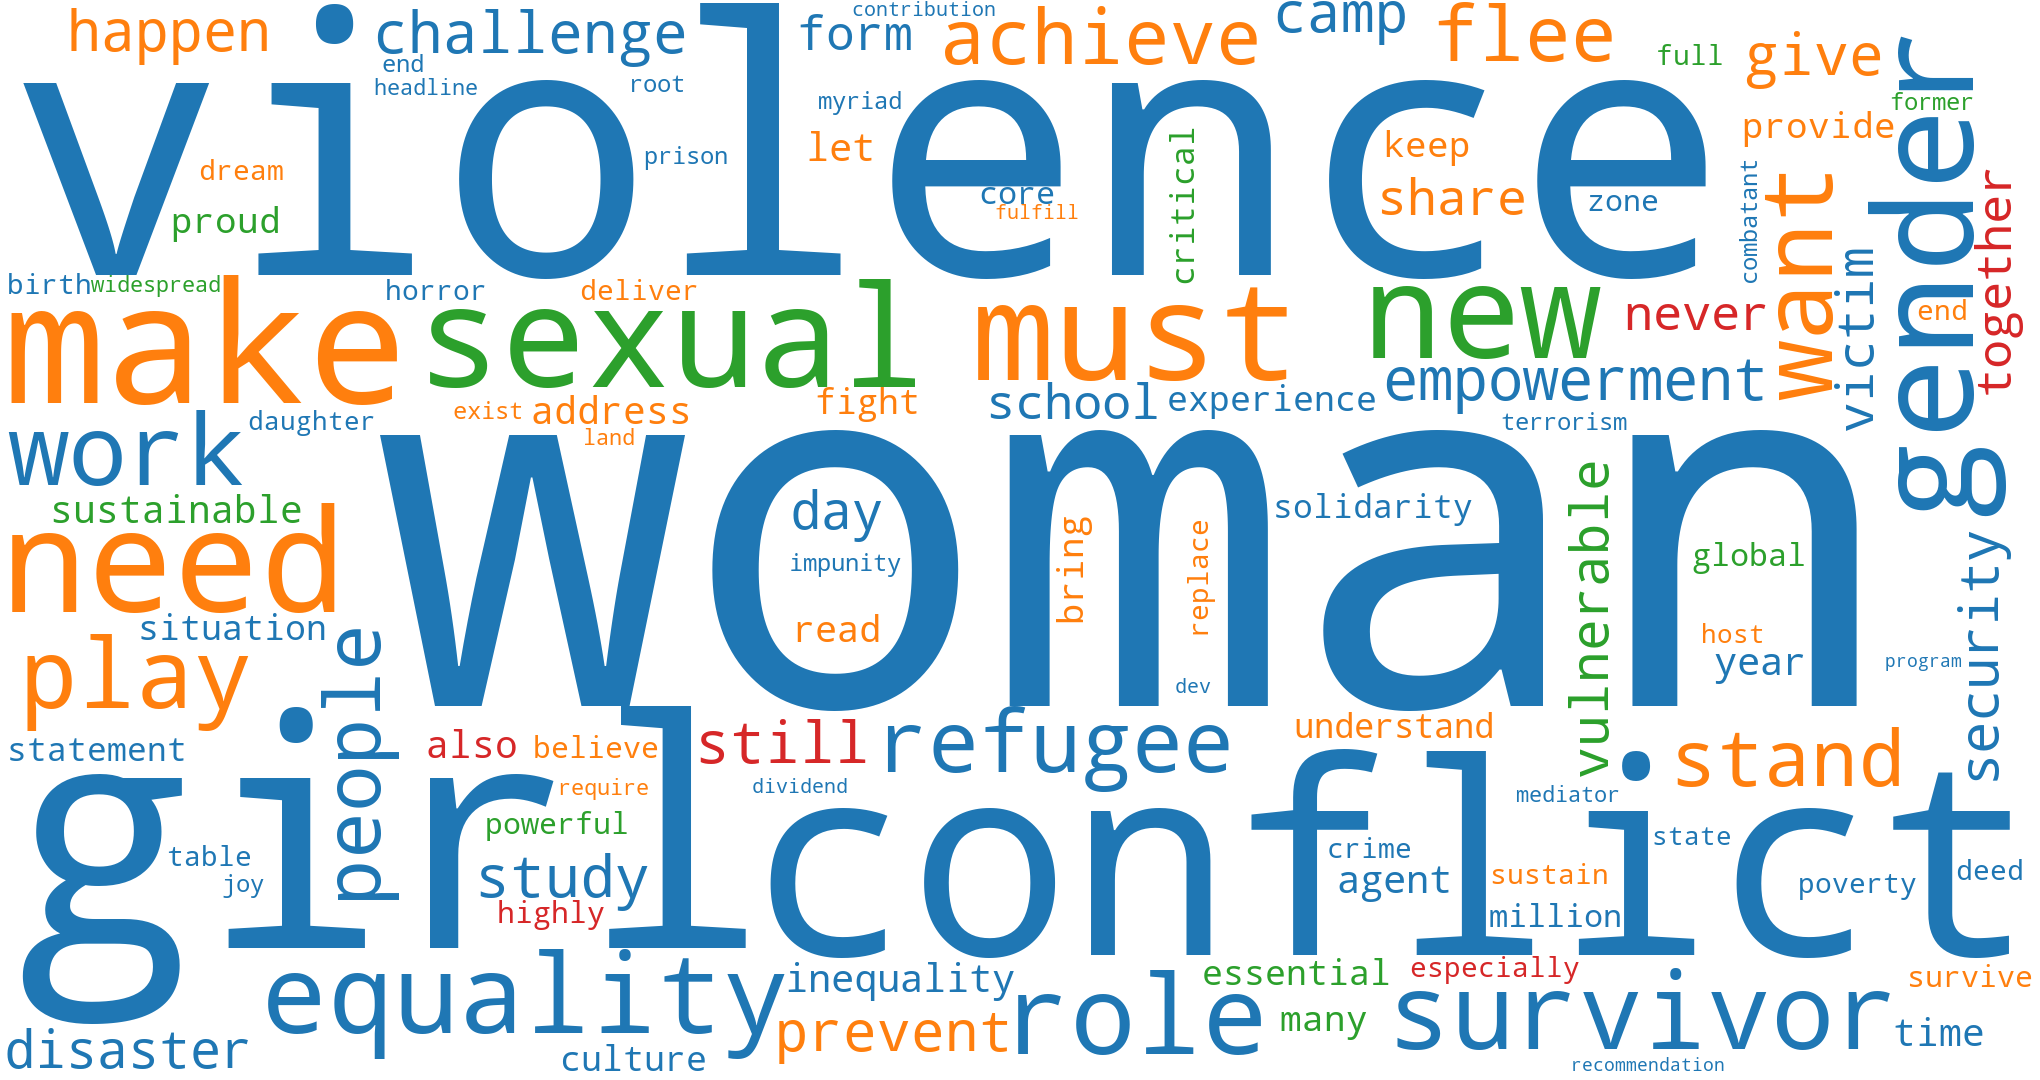 contribution
happen
challenge
form
achieve
camp
flee
full
give
end
headline
root
myriad
former
violence
let
keep
provide
gender
dream
prison
critical
core
fulfill
share
zone
combatant
want
together
proud
birth
widespread
horror
deliver
make
sexual
must
new
never
victim
end
work
daughter
exist
address
fight
school
experience
empowerment
terrorism
land
sustainable
woman
day
solidarity
vulnerable
need
impunity
bring
replace
global
security
situation
read
host
year
program
play
people
dev
statement
also
believe
still
refugee
understand
stand
require
dividend
mediator
girl
conflict
powerful
table
joy
study
highly
crime
agent
state
sustain
million
poverty
deed
equality
inequality
essential
especially
survive
disaster
prevent
role
many
survivor
time
culture
recommendation